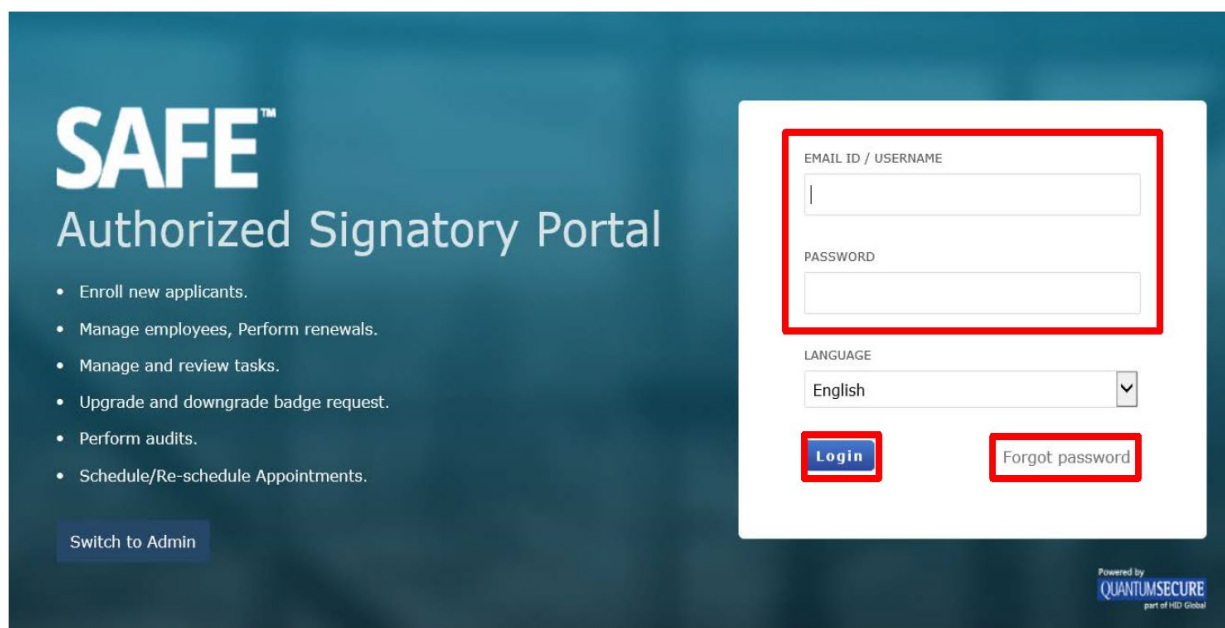 SAFE™
Authorized Signatory Portal
• Enroll new applicants.
• Manage employees, Perform renewals.
• Manage and review tasks.
• Upgrade and downgrade badge request.
• Perform audits.
• Schedule/Re-schedule Appointments.
Switch to Admin
EMAIL ID / USERNAME
PASSWORD
LANGUAGE
English
Login
Forgot password
Powered by
QUANTUMSECURE
part of HID Global